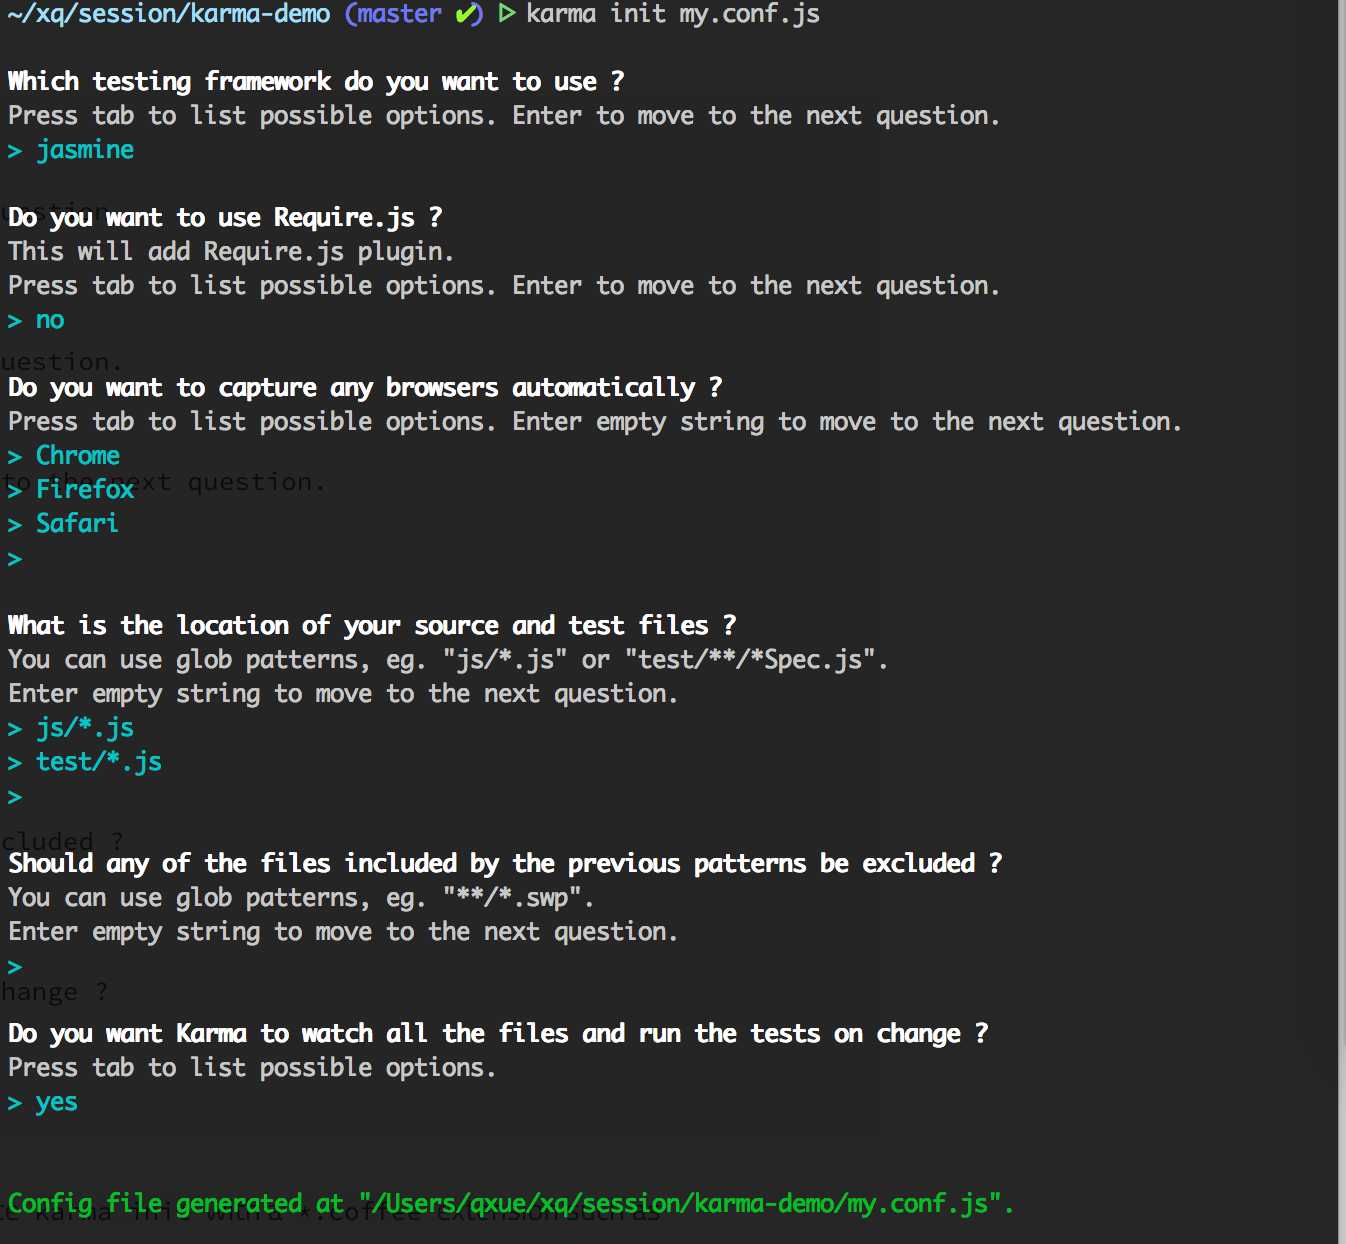 ~/xq/session/karma-demo (master ✔) ▷ karma init my.conf.js
Which testing framework do you want to use ?
Press tab to list possible options. Enter to move to the next question.
> jasmine
uestion.
Do you want to use Require.js ?
This will add Require.js plugin.
Press tab to list possible options. Enter to move to the next question.
> no
uestion.
Do you want to capture any browsers automatically ?
Press tab to list possible options. Enter empty string to move to the next question.
> Chrome
to the next question.
> Firefox
> Safari
>
What is the location of your source and test files ?
You can use glob patterns, eg. "js/*.js" or "test/**/*Spec.js".
Enter empty string to move to the next question.
> js/*.js
> test/*.js
>
cluded ?
Should any of the files included by the previous patterns be excluded ?
You can use glob patterns, eg. "**/*.swp".
Enter empty string to move to the next question.
>
hange ?
Do you want Karma to watch all the files and run the tests on change ?
Press tab to list possible options.
> yes
Config file generated at "/Users/qxue/xq/session/karma-demo/my.conf.js".